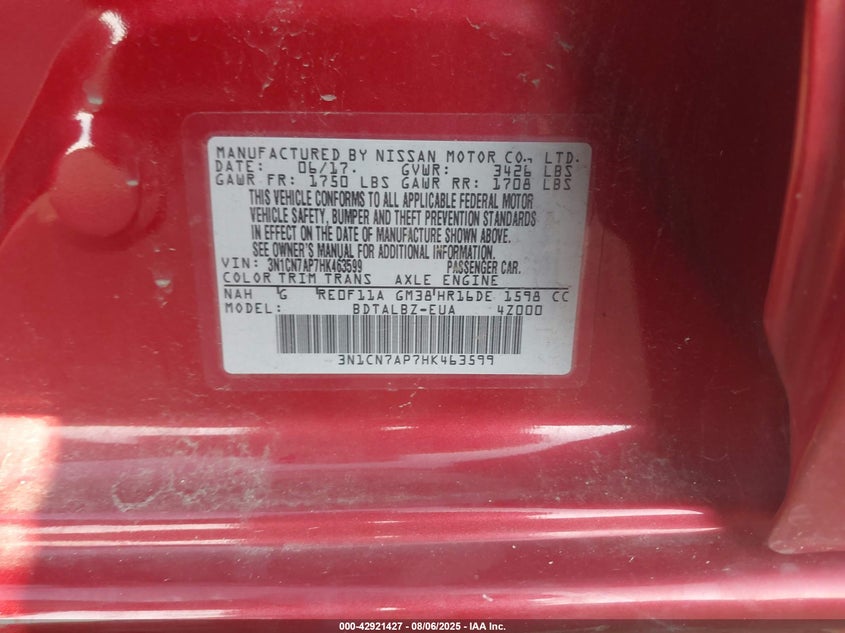 MANUFACTURED BY NISSAN MOTOR CO., LTD.
DATE: 06/17. GVWR: 3426 LBS
GAWR FR: 1750 LBS GAWR RR: 1708 LBS
THIS VEHICLE CONFORMS TO ALL APPLICABLE FEDERAL MOTOR
VEHICLE SAFETY, BUMPER AND THEFT PREVENTION STANDARDS
IN EFFECT ON THE DATE OF MANUFACTURE SHOWN ABOVE.
SEE OWNER'S MANUAL FOR ADDITIONAL INFORMATION.
VIN: 3N1CN7AP7HK463599 PASSENGER CAR.
COLOR TRIM TRANS AXLE ENGINE
NAH G RE0F11A GM38 HR16DE 1598 CC
MODEL: BDTALBZ-EUA 4Z000
3N1CN7AP7HK463599
000-42921427 - 08/06/2025 - IAA Inc.